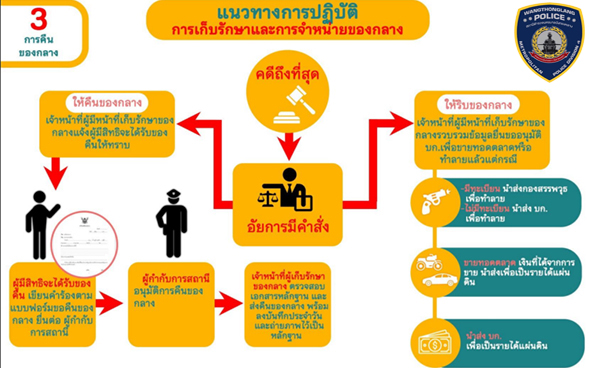 3
การคืน
ของกลาง
แนวทางการปฏิบัติ
การเก็บรักษาและการจำหน่ายของกลาง
WANGTHONGLANG
POLICE
METROPOLITAN POLICE DIVISION 4
คดีถึงที่สุด
ให้คืนของกลาง
เจ้าหน้าที่ผู้มีหน้าที่เก็บรักษาของ
กลางแจ้งผู้มีสิทธิจะได้รับของ
คืนให้ทราบ
อัยการมีคำสั่ง
ให้ริบของกลาง
เจ้าหน้าที่ผู้มีหน้าที่เก็บรักษาของ
กลางรวบรวมข้อมูลยื่นขออนุมัติ
บก.เพื่อขายทอดตลาดหรือ
ทำลายแล้วแต่กรณี
-มีทะเบียน นำส่งกองสรรพวุธ
เพื่อทำลาย
-ไม่มีทะเบียน นำส่ง บก.
เพื่อทำลาย
ขายทอดตลาด เงินที่ได้จากการ
ขาย นำส่งเพื่อเป็นรายได้แผ่น
ดิน
นำส่ง บก.
เพื่อเป็นรายได้แผ่นดิน
ผู้มีสิทธิจะได้รับของ
คืน เขียนคำร้องตาม
แบบฟอร์มขอคืนของ
กลาง ยื่นต่อ ผู้กำกับ
การสถานี
ผู้กำกับการสถานี
อนุมัติการคืนของ
กลาง
เจ้าหน้าที่ผู้เก็บรักษา
ของกลาง ตรวจสอบ
เอกสารหลักฐาน และ
ส่งคืนของกลาง พร้อม
ลงบันทึกประจำวัน
และถ่ายภาพไว้เป็น
หลักฐาน